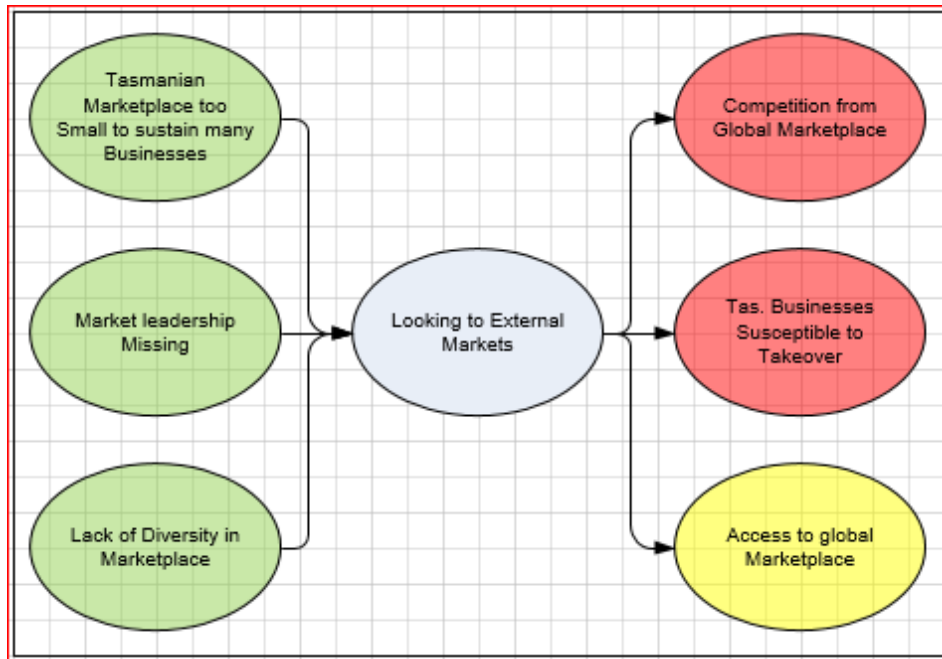 Tasmanian
Marketplace too
Small to sustain many
Businesses
Market leadership
Missing
Lack of Diversity in
Marketplace
Looking to External
Markets
Competition from
Global Marketplace
Tas. Businesses
Susceptible to
Takeover
Access to global
Marketplace